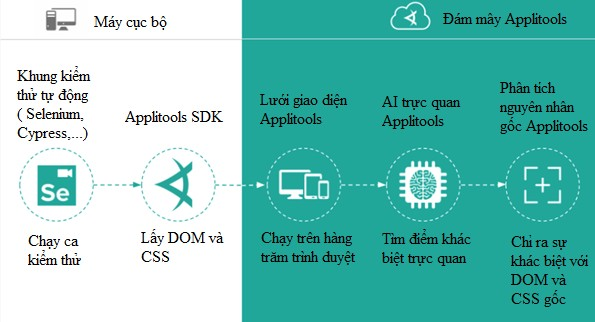 Máy cục bộ
Đám mây Applitools
Khung kiểm
thử tự động
( Selenium,
Cypress,...)
Applitools SDK
Lưới giao diện
Applitools
AI trực quan
Applitools
Phân tích
nguyên nhân
gốc Applitools
Se
Chạy ca
kiểm thử
Lấy DOM và
CSS
Chạy trên hàng
trăm trình duyệt
Tìm điểm khác
biệt trực quan
Chỉ ra sự
khác biệt với
DOM và
CSS gốc